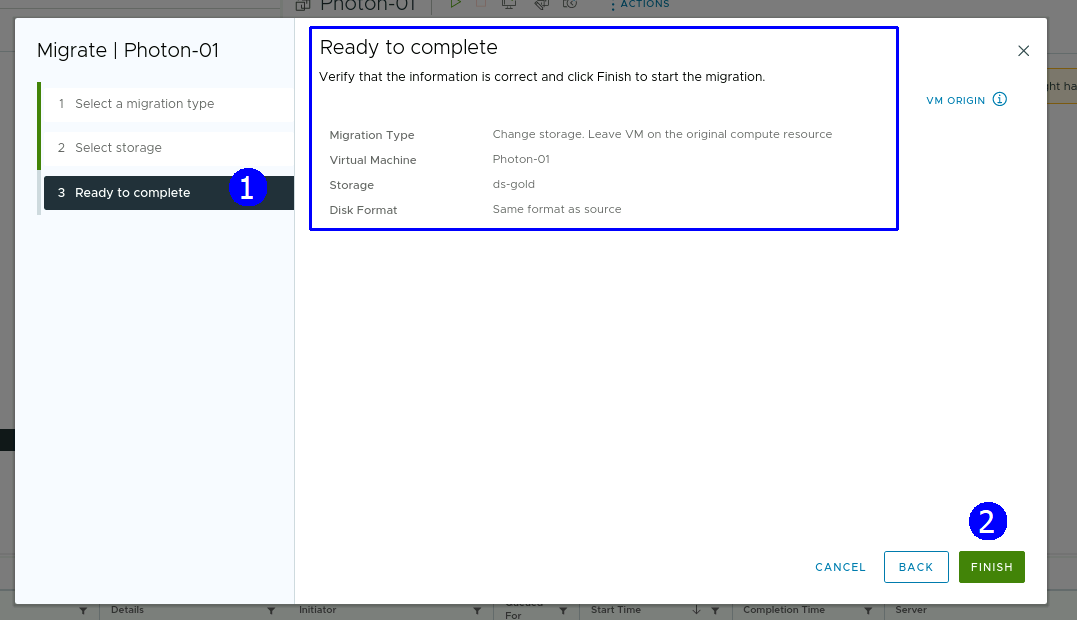 Photon-01
ACTIONS
Migrate | Photon-01
1 Select a migration type
2 Select storage
3 Ready to complete
1
Ready to complete
Verify that the information is correct and click Finish to start the migration.
VM ORIGIN
Migration Type Change storage. Leave VM on the original compute resource
Virtual Machine Photon-01
Storage ds-gold
Disk Format Same format as source
2
CANCEL BACK FINISH
Details Initiator Queued For Start Time Completion Time Server